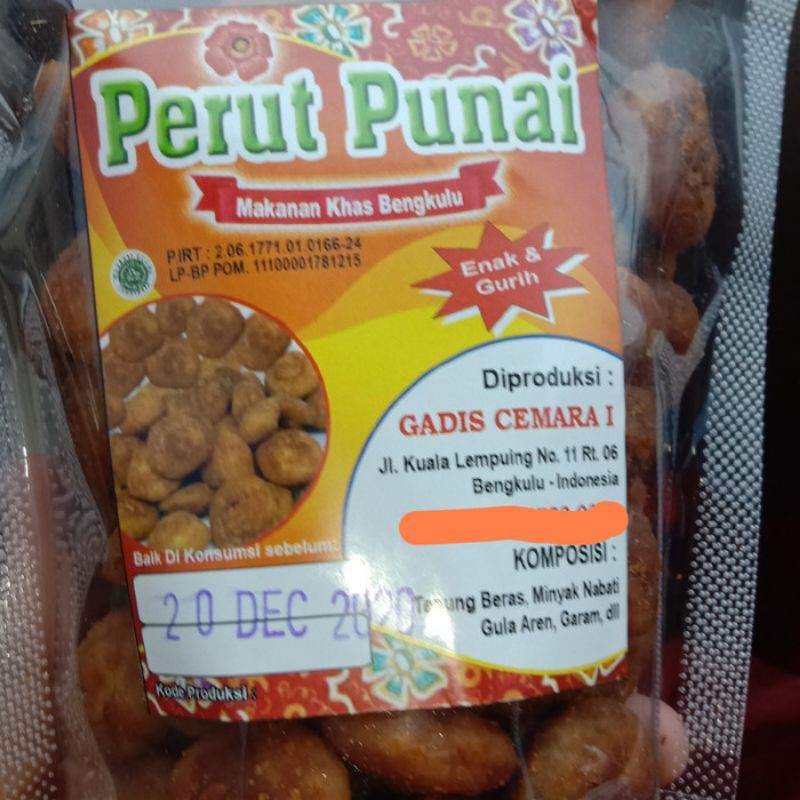 Perut Punai
Makanan Khas Bengkulu
PIRT : 2.06.1771.01.0166-24
LP-BP POM. 11100001781215
Enak &
Gurih
Diproduksi :
GADIS CEMARA I
Jl. Kuala Lempuing No. 11 Rt. 06
Bengkulu - Indonesia
KOMPOSISI :
Tepung Beras, Minyak Nabati
Gula Aren, Garam, dll
Baik Di Konsumsi sebelum:
20 DEC 2020
Kode Produksi :